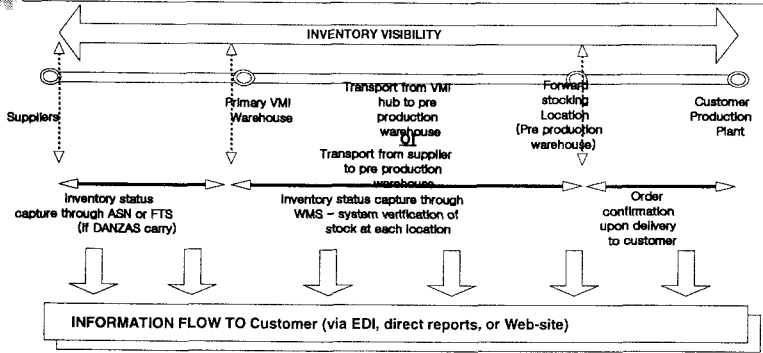 INVENTORY VISIBILITY
Suppliers
Primary VMI
Warehouse
Transport from VMI
hub to pre
production
warehouse
or
Transport from supplier
to pre production
warehouse
Forward
stocking
Location
(Pre production
warehouse)
Customer
Production
Plant
Inventory status
capture through ASN or FTS
(if DANZAS carry)
Inventory status capture through
WMS – system verification of
stock at each location
Order
confirmation
upon delivery
to customer
INFORMATION FLOW TO Customer (via EDI, direct reports, or Web-site)